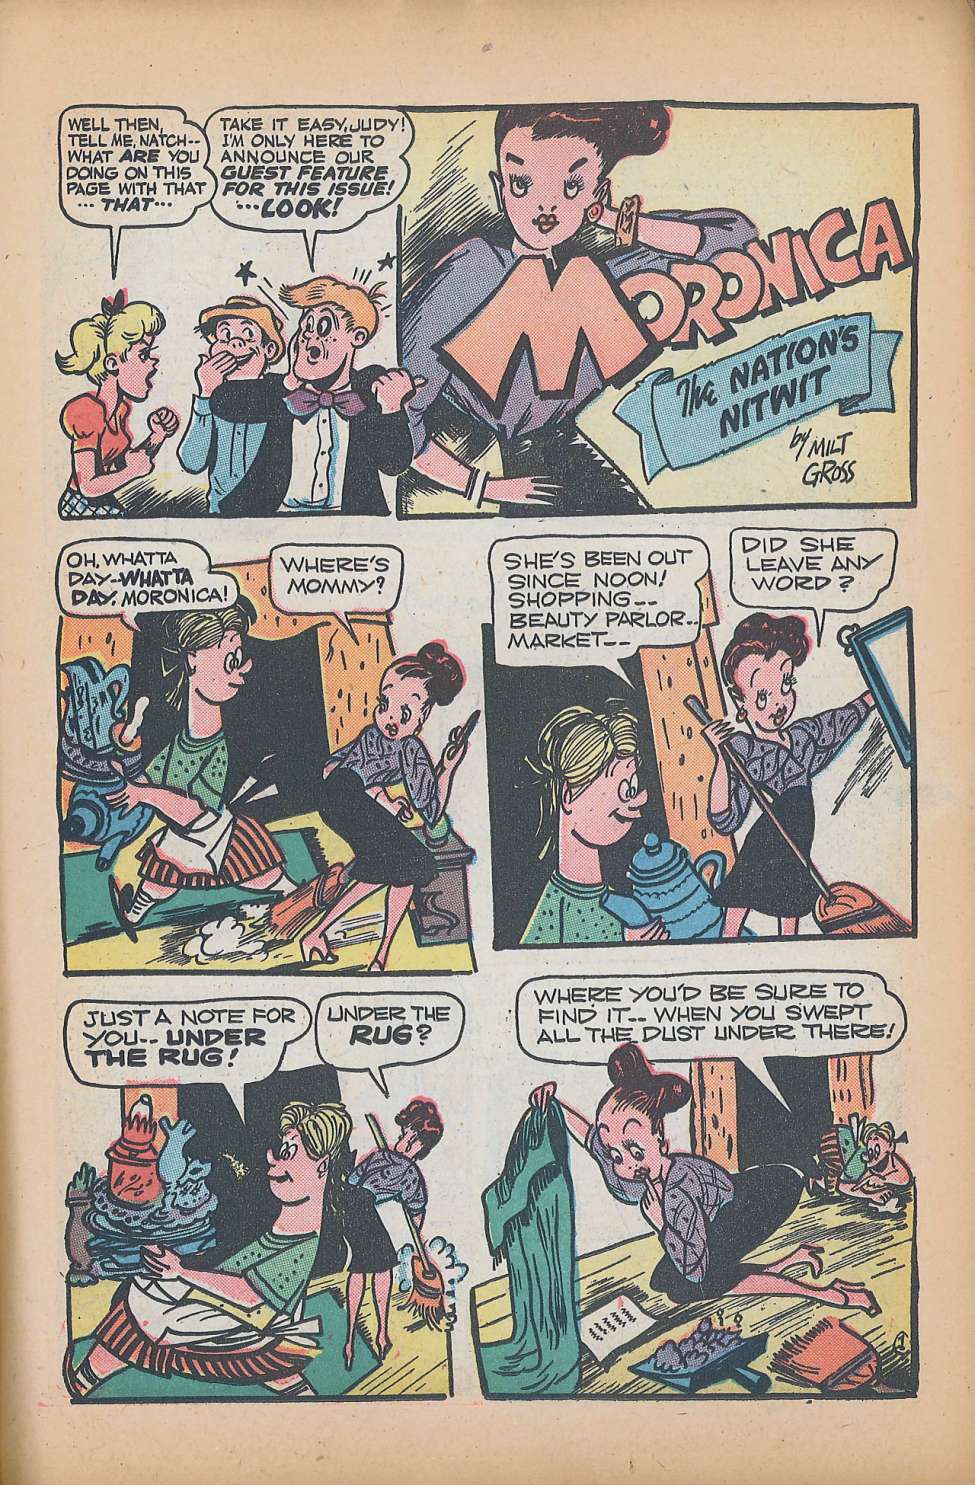 WELL THEN,
TELL ME, NATCH--
WHAT ARE YOU
DOING ON THIS
PAGE WITH THAT
... THAT...
TAKE IT EASY, JUDY!
I'M ONLY HERE TO
ANNOUNCE OUR
GUEST FEATURE
FOR THIS ISSUE!
...LOOK!
MORONICA
The NATION'S
NITWIT
by MILT
GROSS
OH, WHATTA
DAY--WHATTA
DAY, MORONICA!
WHERE'S
MOMMY?
SHE'S BEEN OUT
SINCE NOON!
SHOPPING--
BEAUTY PARLOR--
MARKET--
DID SHE
LEAVE ANY
WORD?
JUST A NOTE FOR
YOU-- UNDER
THE RUG!
UNDER THE
RUG?
WHERE YOU'D BE SURE TO
FIND IT-- WHEN YOU SWEPT
ALL THE DUST UNDER THERE!